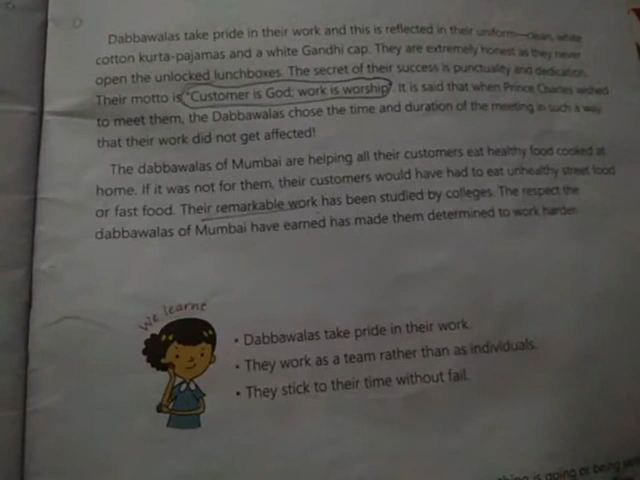 Dabbawalas take pride in their work and this is reflected in their uniform—clean, white
cotton kurta-pajamas and a white Gandhi cap. They are extremely honest as they never
open the unlocked lunchboxes. The secret of their success is punctuality and dedication.
Their motto is 'Customer is God; work is worship'. It is said that when Prince Charles wished
to meet them, the Dabbawalas chose the time and duration of the meeting in such a way
that their work did not get affected!
The dabbawalas of Mumbai are helping all their customers eat healthy food cooked at
home. If it was not for them, their customers would have had to eat unhealthy street food
or fast food. Their remarkable work has been studied by colleges. The respect the
dabbawalas of Mumbai have earned has made them determined to work harder.
We learnt
• Dabbawalas take pride in their work.
• They work as a team rather than as individuals.
• They stick to their time without fail.
is going or being